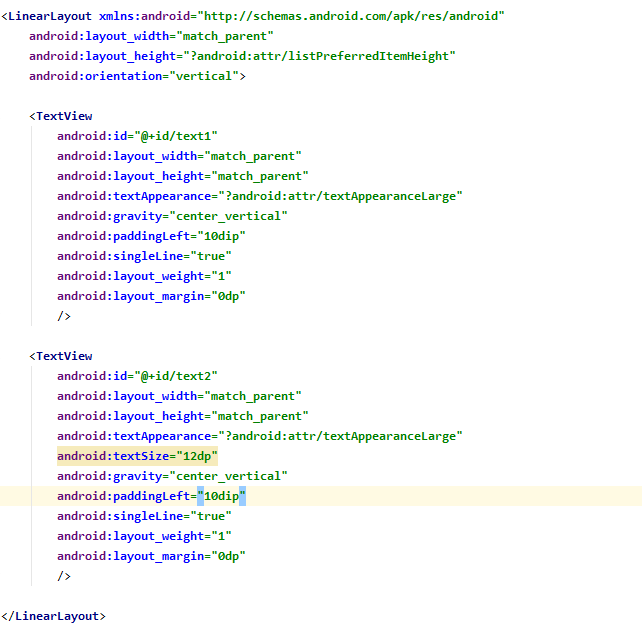 <LinearLayout xmlns:android="http://schemas.android.com/apk/res/android"
    android:layout_width="match_parent"
    android:layout_height="?android:attr/listPreferredItemHeight"
    android:orientation="vertical">

    <TextView
        android:id="@+id/text1"
        android:layout_width="match_parent"
        android:layout_height="match_parent"
        android:textAppearance="?android:attr/textAppearanceLarge"
        android:gravity="center_vertical"
        android:paddingLeft="10dip"
        android:singleLine="true"
        android:layout_weight="1"
        android:layout_margin="0dp"
        />

    <TextView
        android:id="@+id/text2"
        android:layout_width="match_parent"
        android:layout_height="match_parent"
        android:textAppearance="?android:attr/textAppearanceLarge"
        android:textSize="12dp"
        android:gravity="center_vertical"
        android:paddingLeft="10dip"
        android:singleLine="true"
        android:layout_weight="1"
        android:layout_margin="0dp"
        />

</LinearLayout>